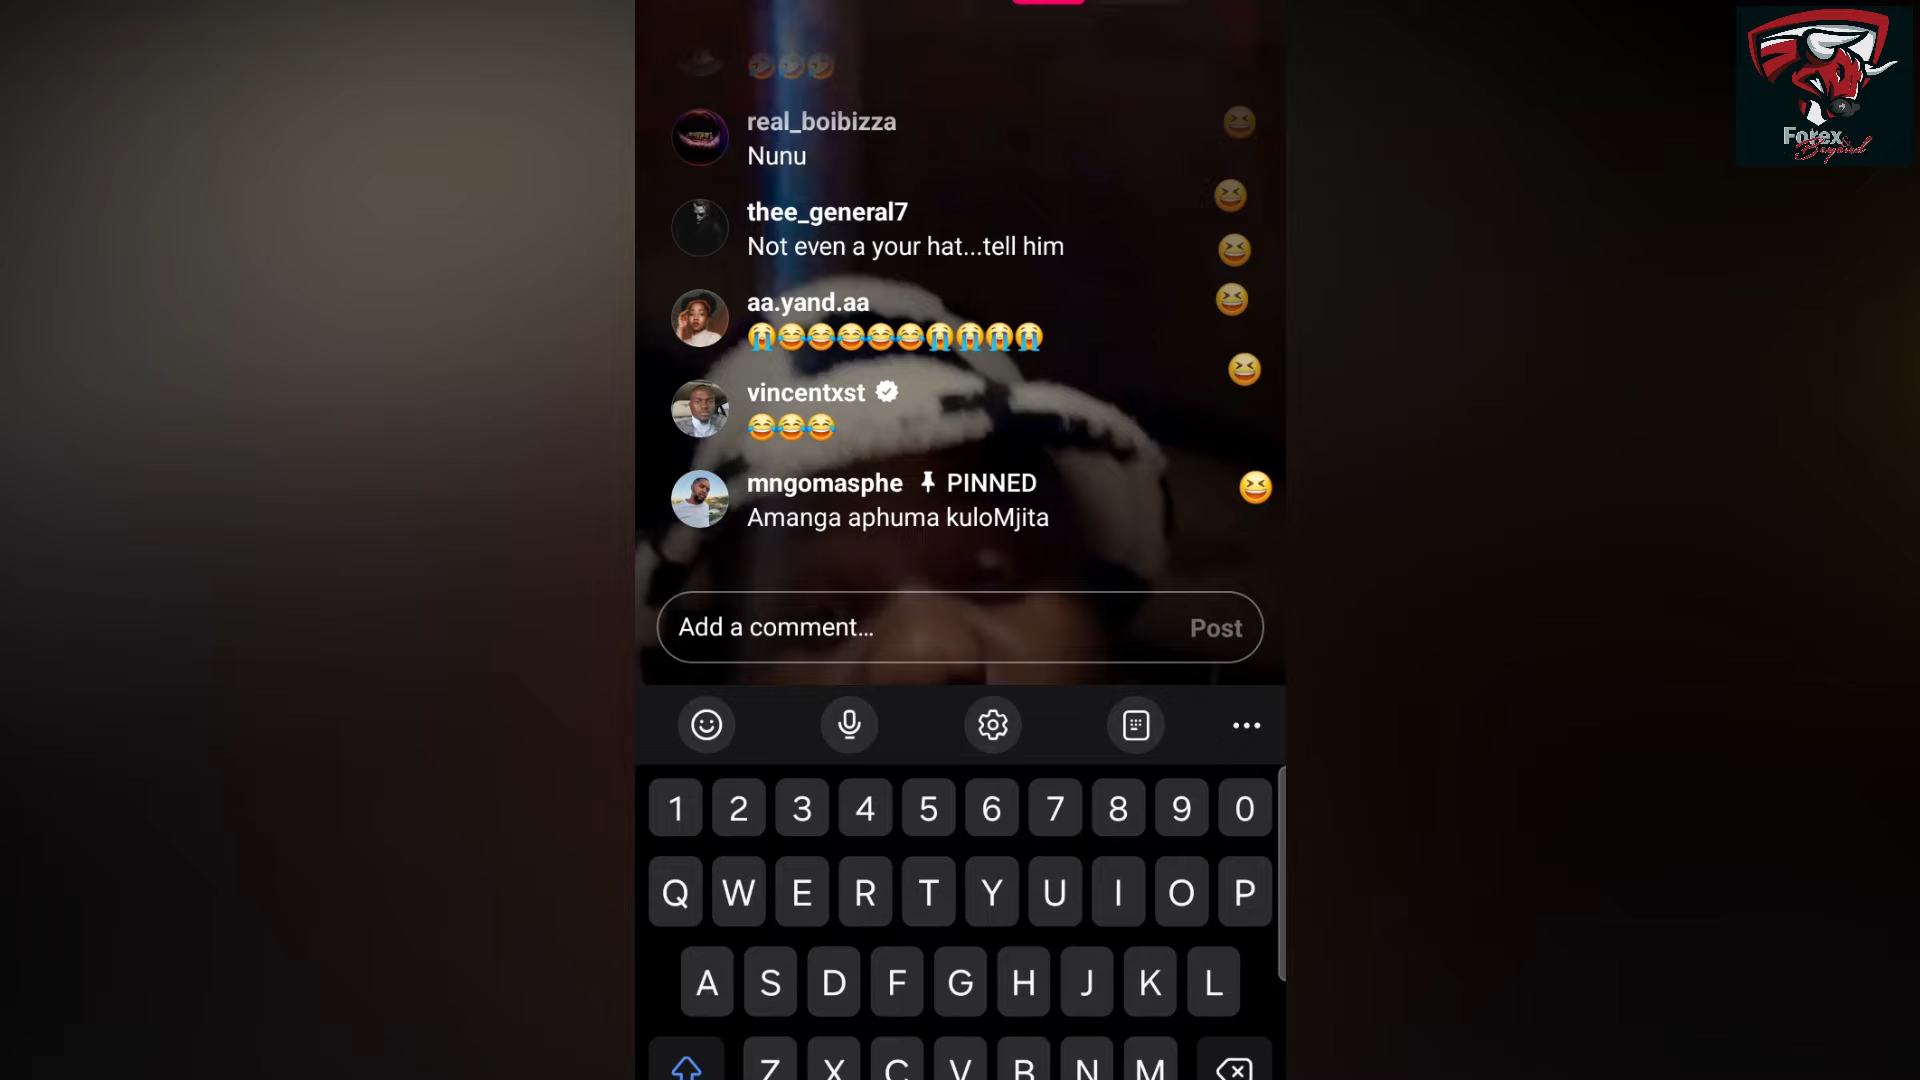 🤣🤣🤣
real_boibizza
Nunu
thee_general7
Not even a your hat...tell him
aa.yand.aa
😭😂😂😂😂😂😭😭😭😭
vincentxst
😂😂😂
mngomasphe PINNED
Amanga aphuma kuloMjita
Add a comment... Post
1 2 3 4 5 6 7 8 9 0
Q W E R T Y U I O P
A S D F G H J K L
Z X C V B N M
Forex
Beyond